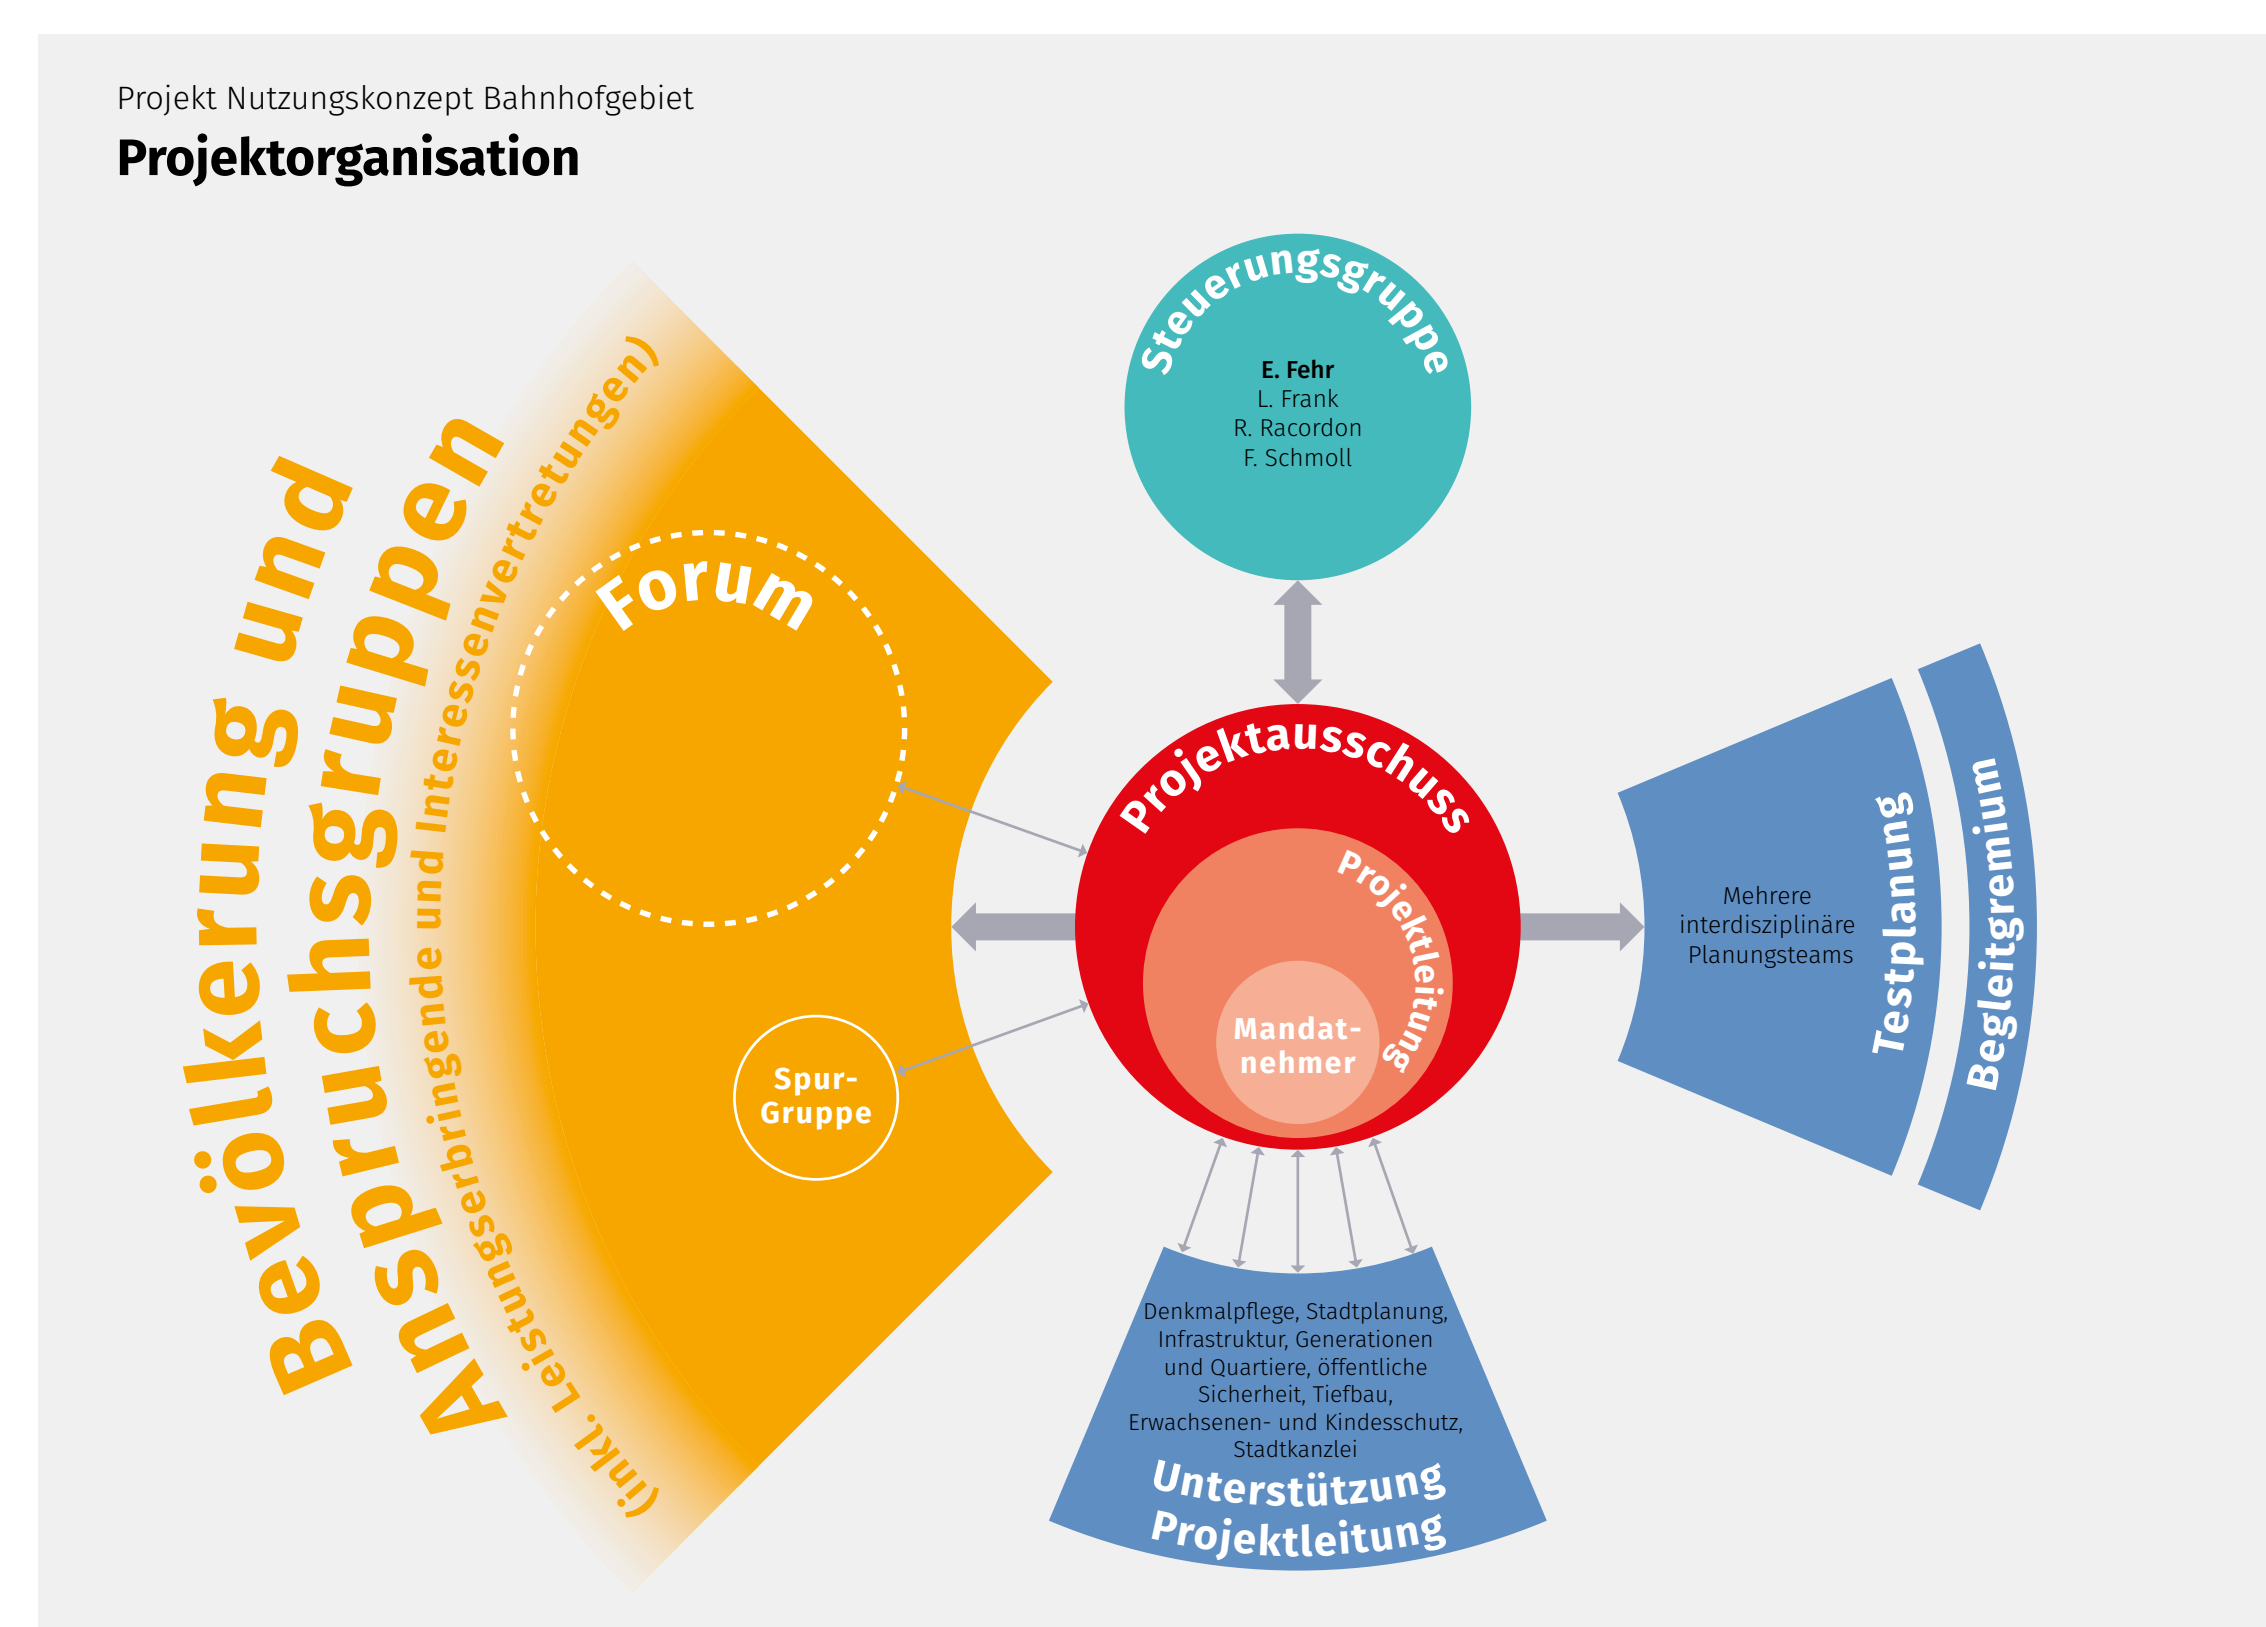 Projekt Nutzungskonzept Bahnhofgebiet
Projektorganisation
Steuerungsgruppe
E. Fehr
L. Frank
R. Racordon
F. Schmoll
Bevölkerung und
Anspruchsgruppen
(inkl. Leistungserbringende und Interessenvertretungen)
Forum
Spur-
Gruppe
Projektausschuss
Projektleitung
Mandat-
nehmer
Mehrere
interdisziplinäre
Planungsteams
Testplanung
Begleitgremium
Denkmalpflege, Stadtplanung,
Infrastruktur, Generationen
und Quartiere, öffentliche
Sicherheit, Tiefbau,
Erwachsenen- und Kindesschutz,
Stadtkanzlei
Unterstützung
Projektleitung